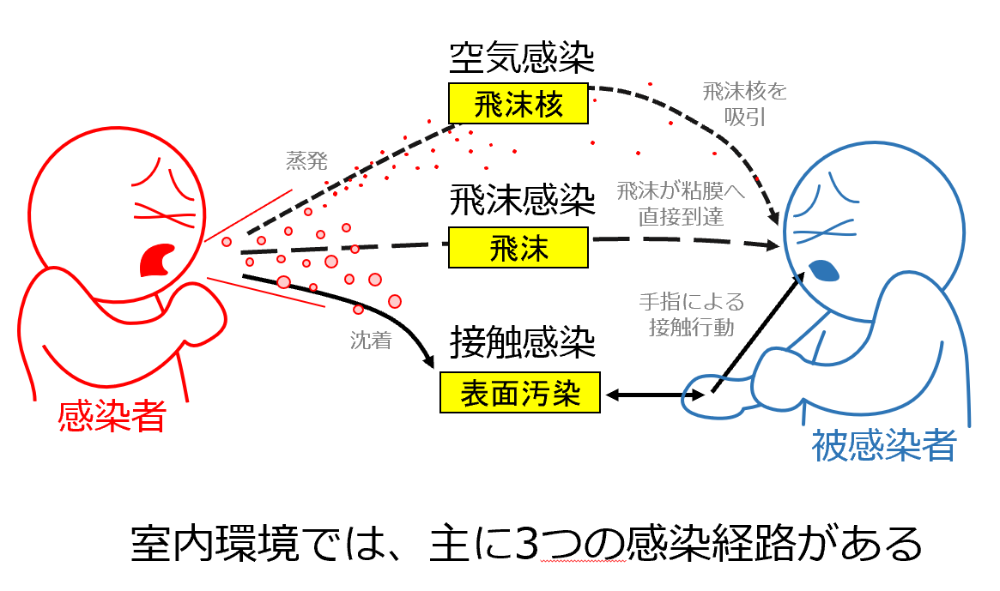 空気感染
飛沫核
飛沫核を
吸引
蒸発
飛沫感染
飛沫
飛沫が粘膜へ
直接到達
沈着
接触感染
表面汚染
手指による
接触行動
感染者
被感染者
室内環境では、主に3つの感染経路がある